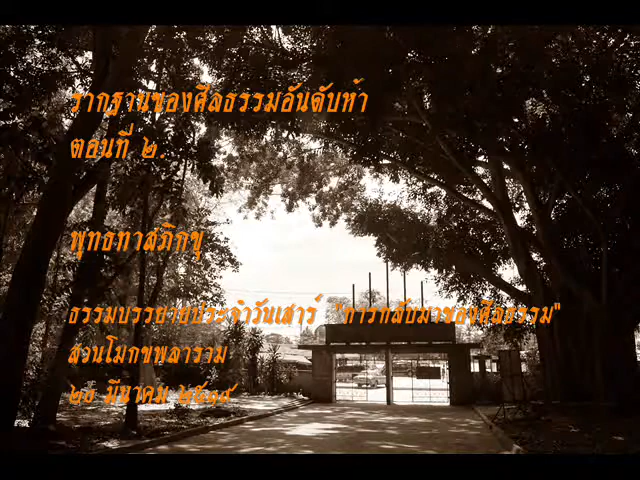 รากฐานของศีลธรรมอันดับห้า
ตอนที่ ๒.
พุทธทาสภิกขุ
ธรรมบรรยายประจำวันเสาร์ "การกลับมาของศีลธรรม"
สวนโมกขพลาราม
๒๐ มีนาคม ๒๕๑๙